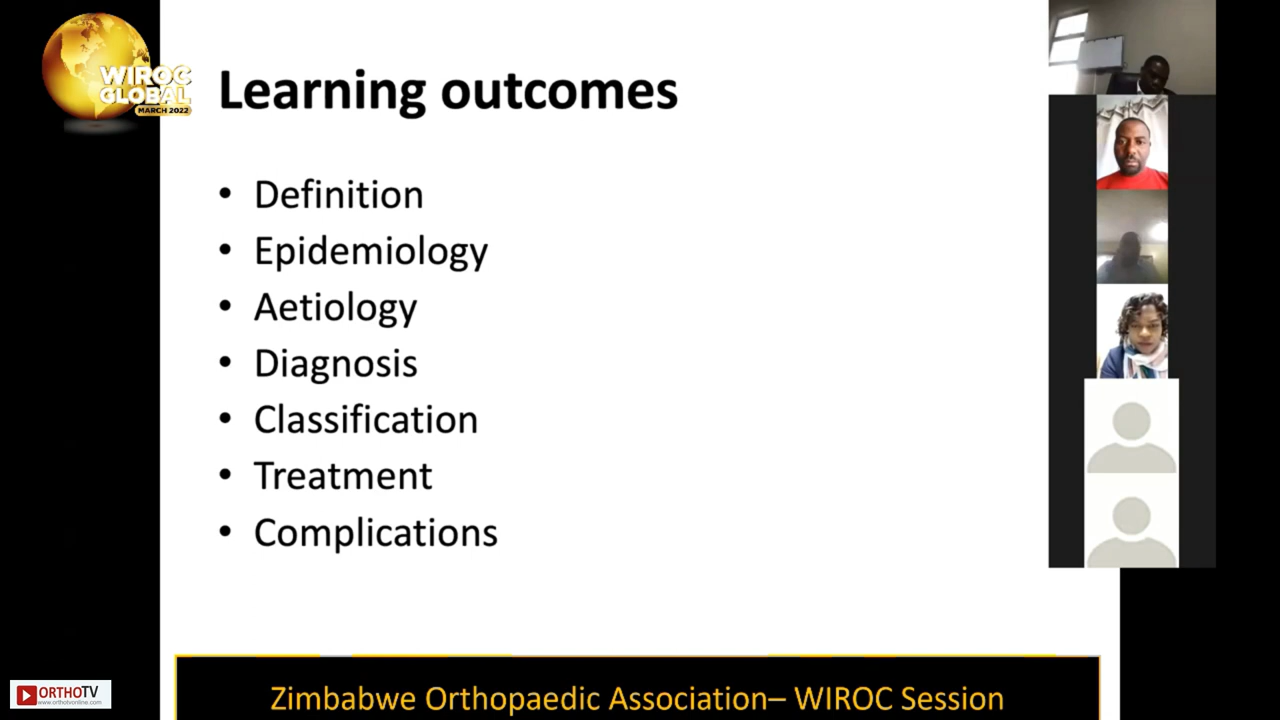 WIROC
GLOBAL
MARCH 2022
Learning outcomes
• Definition
• Epidemiology
• Aetiology
• Diagnosis
• Classification
• Treatment
• Complications
Zimbabwe Orthopaedic Association– WIROC Session
ORTHOTV
www.orthotvonline.com